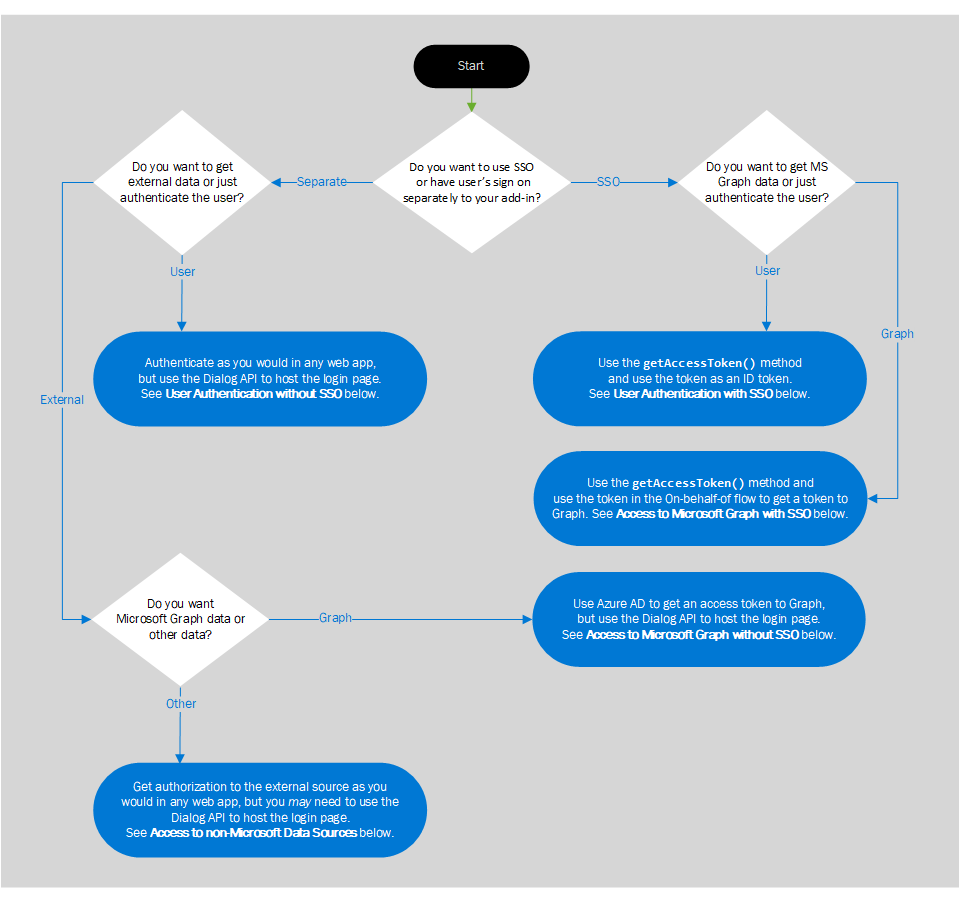 Start
Do you want to get
external data or just
authenticate the user?
Separate
Do you want to use SSO
or have user's sign on
separately to your add-in?
SSO
Do you want to get MS
Graph data or just
authenticate the user?
User
User
Graph
Authenticate as you would in any web app,
but use the Dialog API to host the login page.
See User Authentication without SSO below.
Use the getAccessToken() method
and use the token as an ID token.
See User Authentication with SSO below.
External
Use the getAccessToken() method and
use the token in the On-behalf-of flow to get a token to
Graph. See Access to Microsoft Graph with SSO below.
Do you want
Microsoft Graph data or
other data?
Graph
Use Azure AD to get an access token to Graph,
but use the Dialog API to host the login page.
See Access to Microsoft Graph without SSO below.
Other
Get authorization to the external source as you
would in any web app, but you may need to use the
Dialog API to host the login page.
See Access to non-Microsoft Data Sources below.